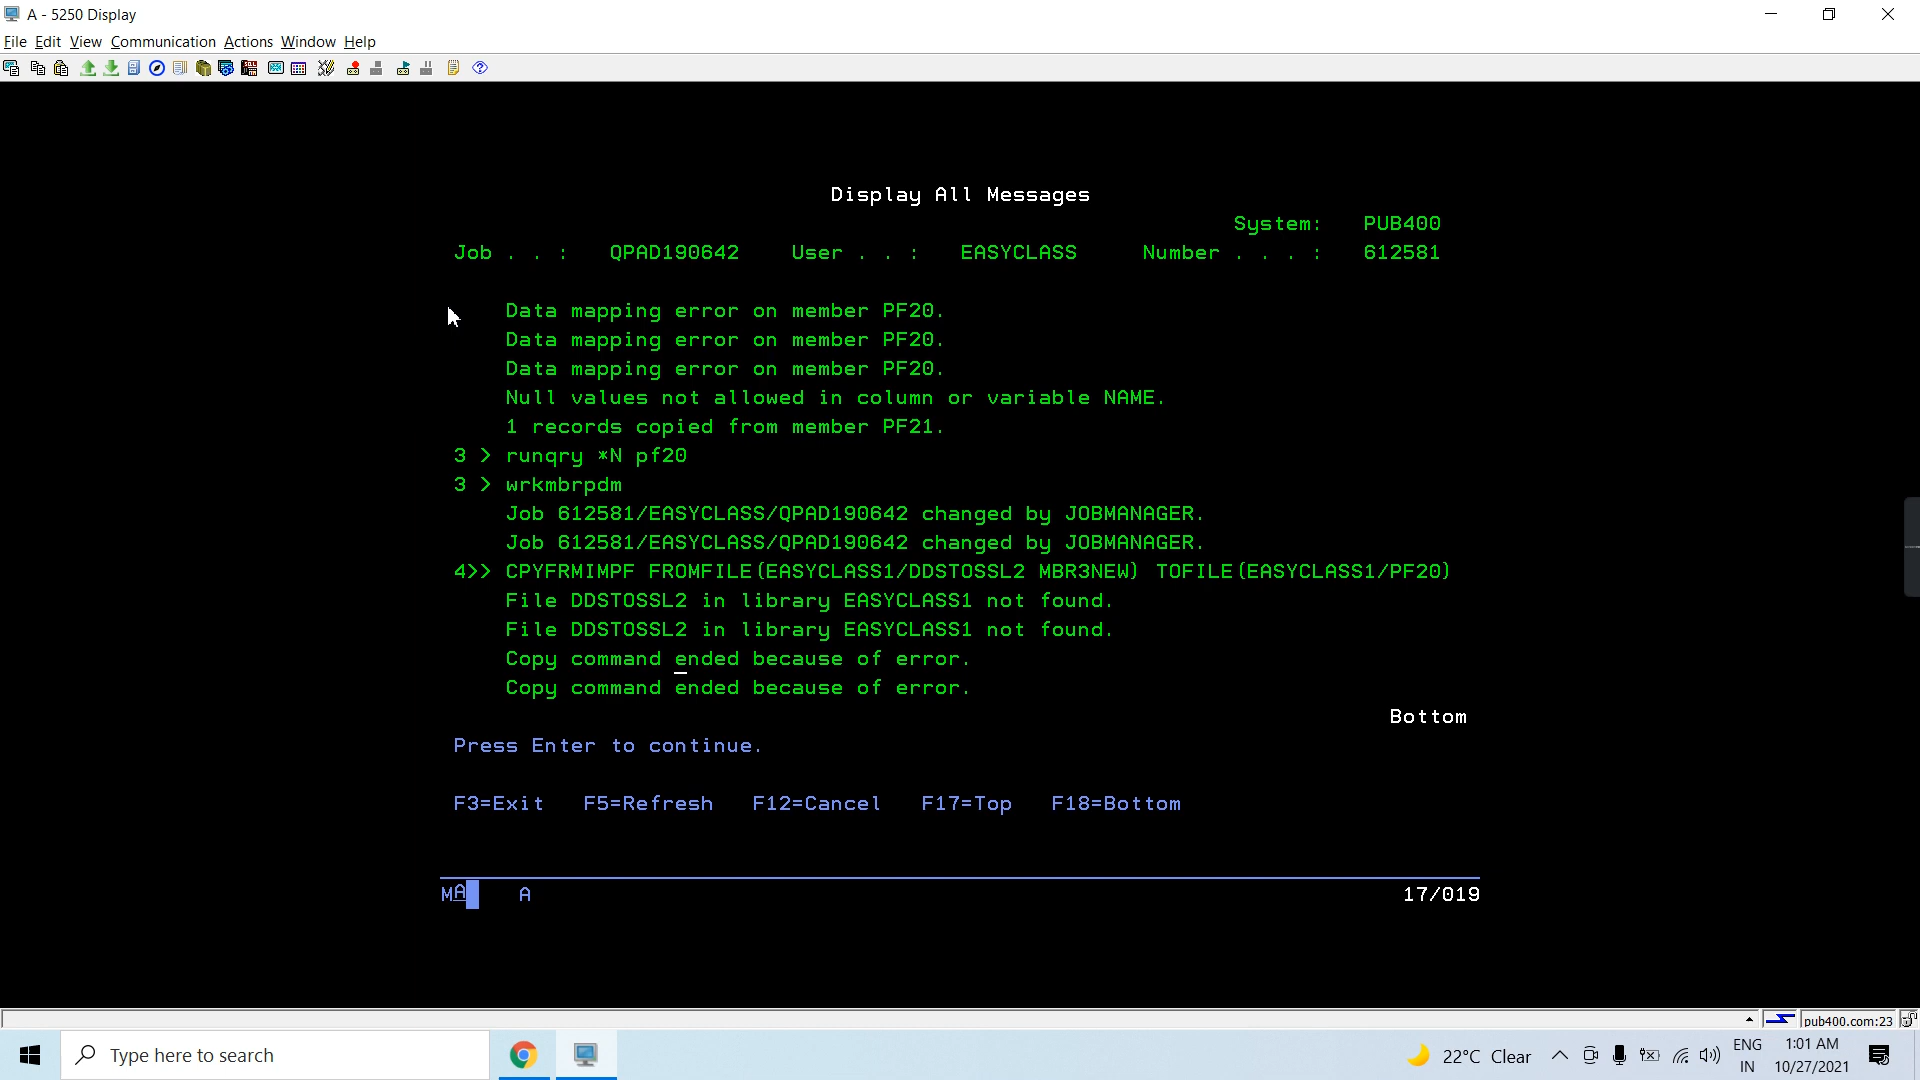 A - 5250 Display
File Edit View Communication Actions Window Help
Display All Messages
System: PUB400
Job . . : QPAD190642 User . . : EASYCLASS Number . . . : 612581
Data mapping error on member PF20.
Data mapping error on member PF20.
Data mapping error on member PF20.
Null values not allowed in column or variable NAME.
1 records copied from member PF21.
3 > runqry *N pf20
3 > wrkmbrpdm
Job 612581/EASYCLASS/QPAD190642 changed by JOBMANAGER.
Job 612581/EASYCLASS/QPAD190642 changed by JOBMANAGER.
4>> CPYFRMIMPF FROMFILE(EASYCLASS1/DDSTOSSL2 MBR3NEW) TOFILE(EASYCLASS1/PF20)
File DDSTOSSL2 in library EASYCLASS1 not found.
File DDSTOSSL2 in library EASYCLASS1 not found.
Copy command ended because of error.
Copy command ended because of error.
Bottom
Press Enter to continue.
F3=Exit F5=Refresh F12=Cancel F17=Top F18=Bottom
MA A 17/019
pub400.com:23
Type here to search
22°C Clear
ENG
IN
1:01 AM
10/27/2021